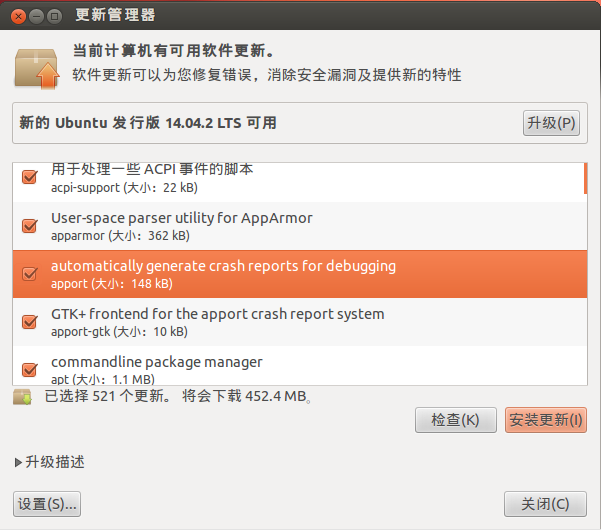 更新管理器
当前计算机有可用软件更新。
软件更新可以为您修复错误，消除安全漏洞及提供新的特性
新的 Ubuntu 发行版 14.04.2 LTS 可用
升级(P)
用于处理一些 ACPI 事件的脚本
acpi-support (大小： 22 kB)
User-space parser utility for AppArmor
apparmor (大小： 362 kB)
automatically generate crash reports for debugging
apport (大小： 148 kB)
GTK+ frontend for the apport crash report system
apport-gtk (大小： 10 kB)
commandline package manager
apt (大小： 1.1 MB)
已选择 521 个更新。 将会下载 452.4 MB。
检查(K)
安装更新(I)
升级描述
设置(S)...
关闭(C)